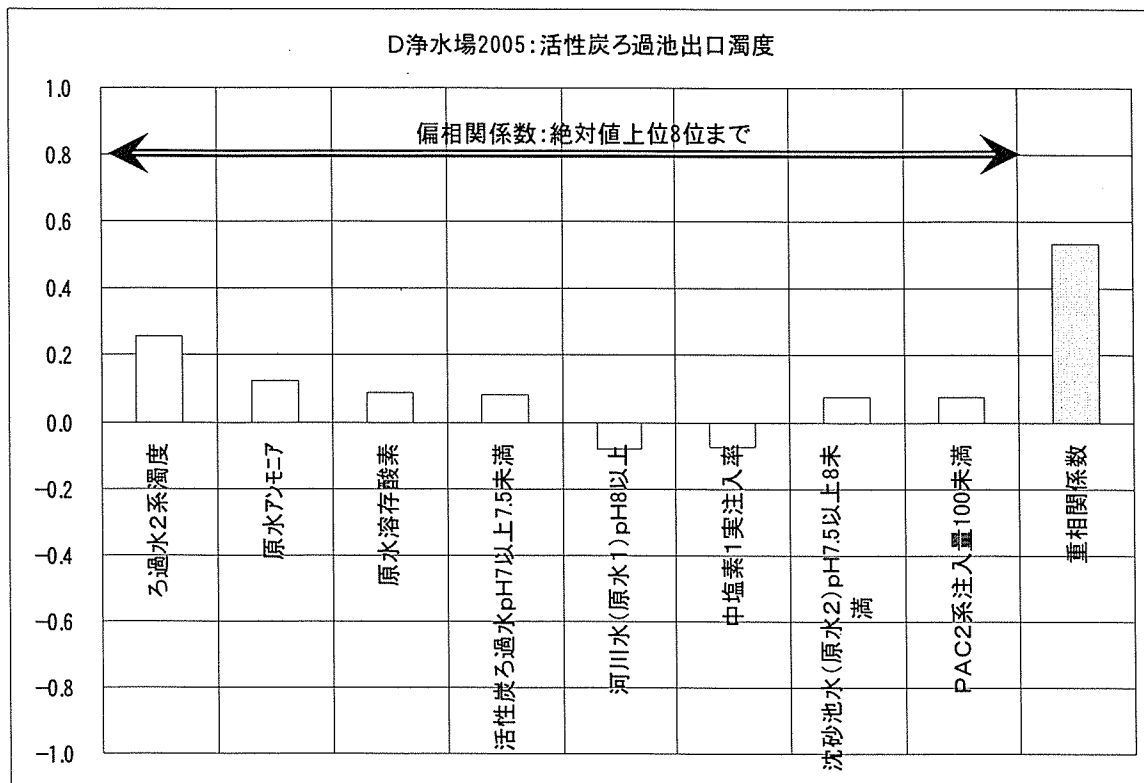 D浄水場2005:活性炭ろ過池出口濁度
1.0
偏相関係数:絶対値上位8位まで
0.8
0.6
0.4
0.2
0.0
-0.2
-0.4
-0.6
-0.8
-1.0
ろ過水2系濁度
原水アンモニア
原水溶存酸素
活性炭ろ過水pH7以上7.5未満
河川水(原水1)pH8以上
中塩素1実注入率
沈砂池水(原水2)pH7.5以上8未
満
PAC2系注入量100未満
重相関係数